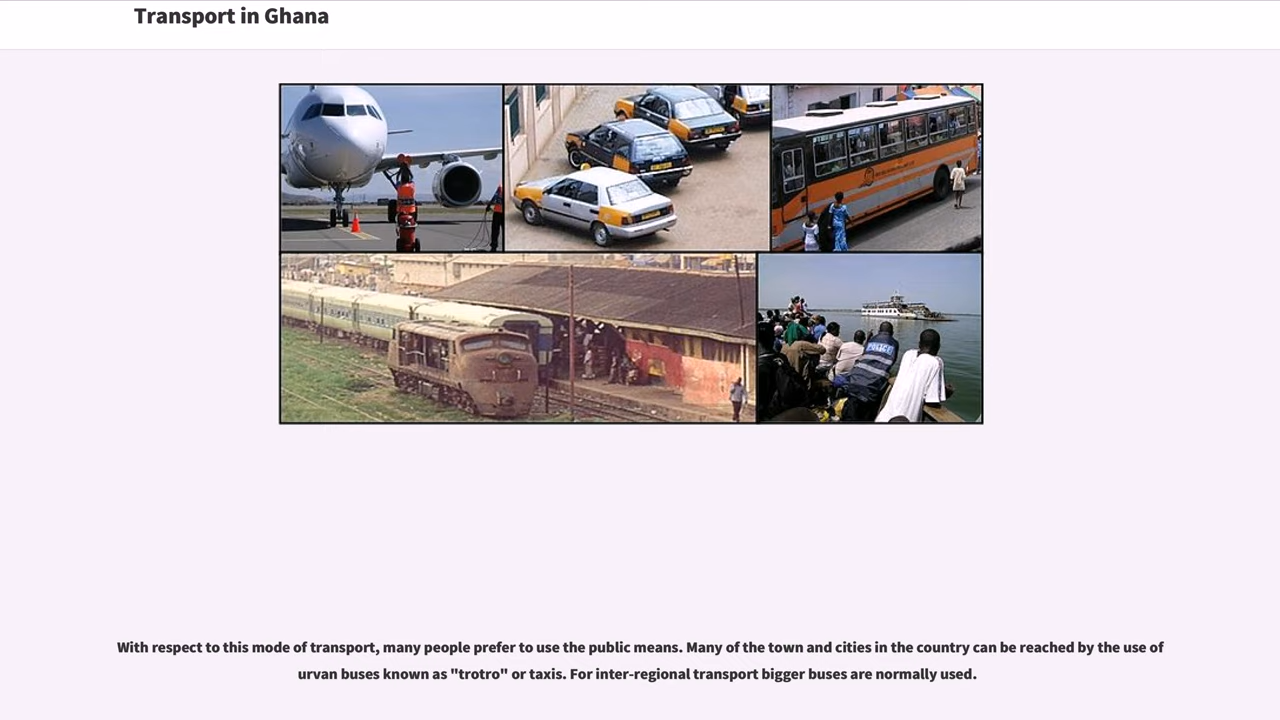 Transport in Ghana
POLICE
With respect to this mode of transport, many people prefer to use the public means. Many of the town and cities in the country can be reached by the use of
urvan buses known as "trotro" or taxis. For inter-regional transport bigger buses are normally used.